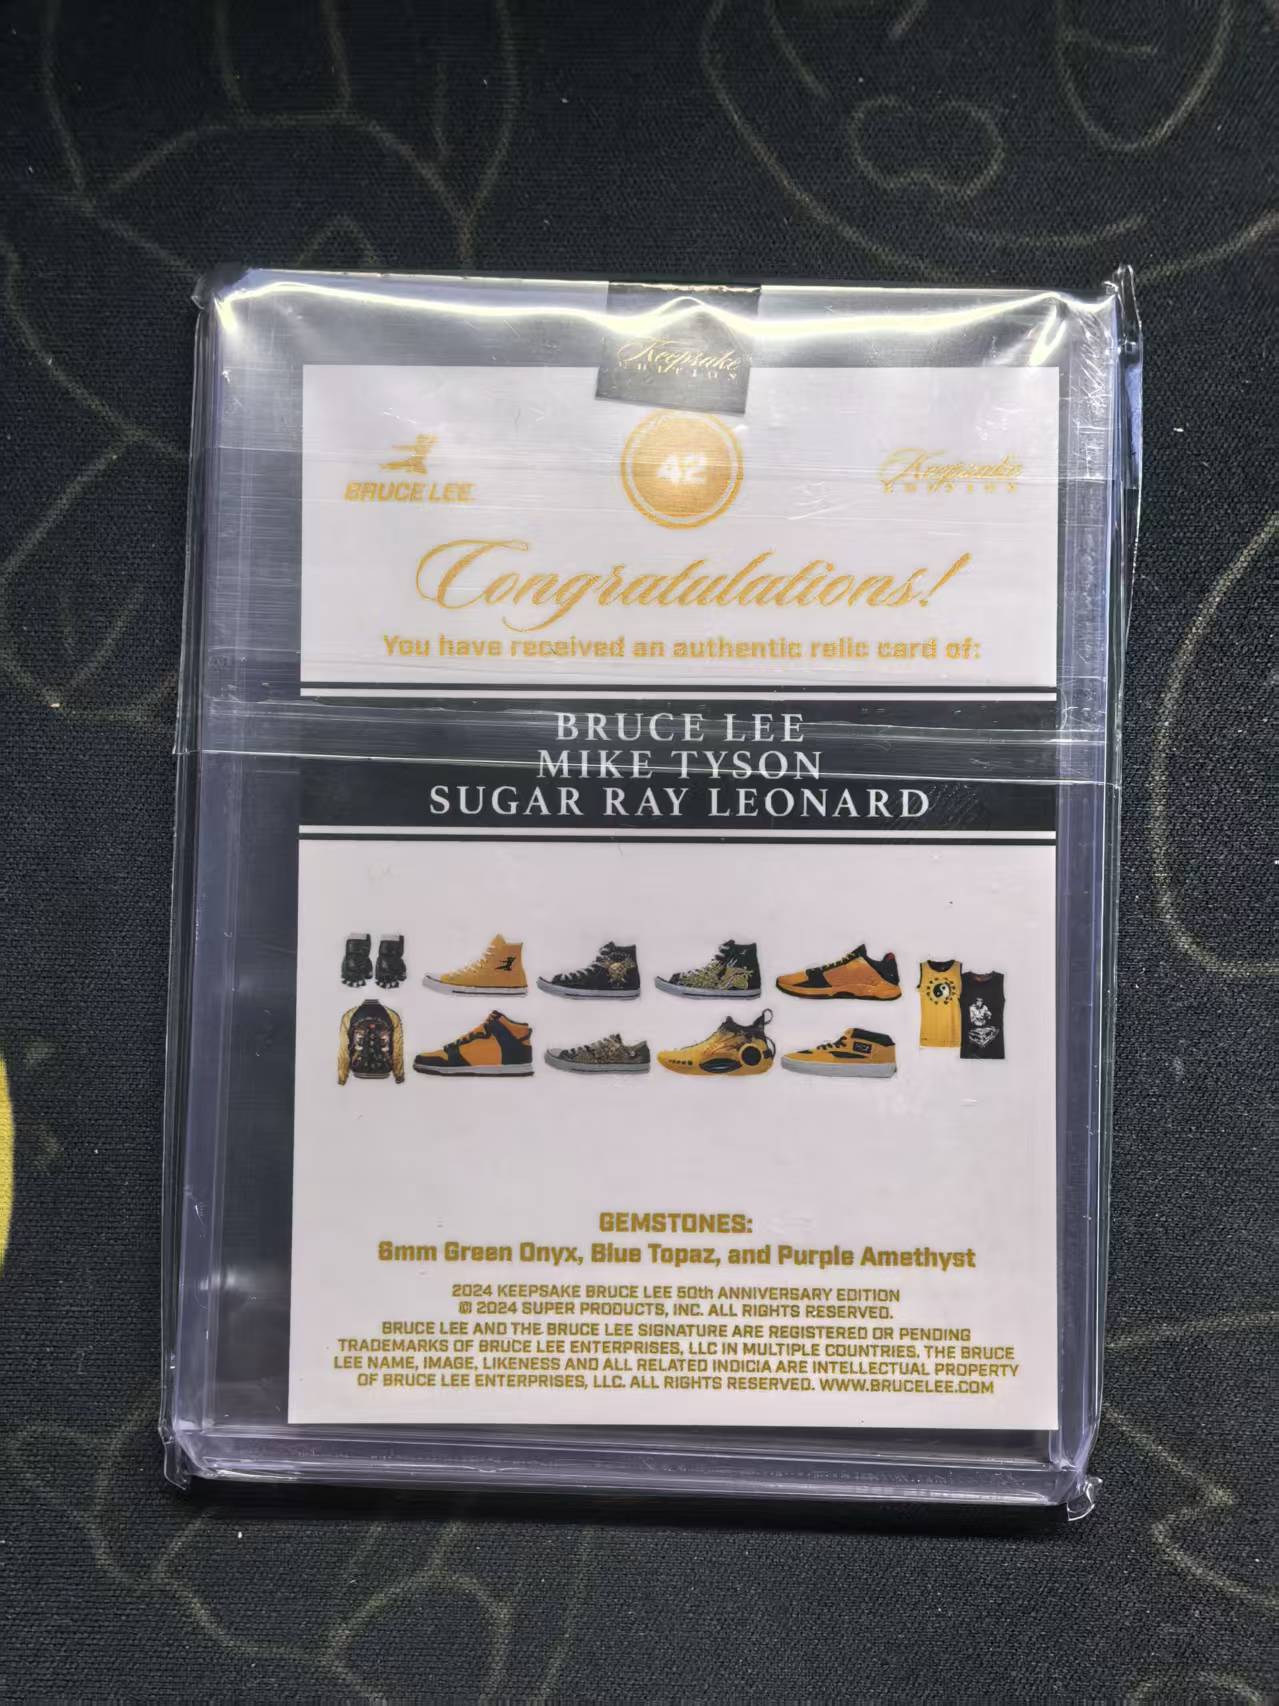 Keepsake
EDITION
BRUCE LEE
42
Keepsake
EDITION
Congratulations!
You have received an authentic relic card of:
BRUCE LEE
MIKE TYSON
SUGAR RAY LEONARD
GEMSTONES:
6mm Green Onyx, Blue Topaz, and Purple Amethyst
2024 KEEPSAKE BRUCE LEE 50th ANNIVERSARY EDITION
© 2024 SUPER PRODUCTS, INC. ALL RIGHTS RESERVED.
BRUCE LEE AND THE BRUCE LEE SIGNATURE ARE REGISTERED OR PENDING
TRADEMARKS OF BRUCE LEE ENTERPRISES, LLC IN MULTIPLE COUNTRIES. THE BRUCE
LEE NAME, IMAGE, LIKENESS AND ALL RELATED INDICIA ARE INTELLECTUAL PROPERTY
OF BRUCE LEE ENTERPRISES, LLC. ALL RIGHTS RESERVED. WWW.BRUCELEE.COM